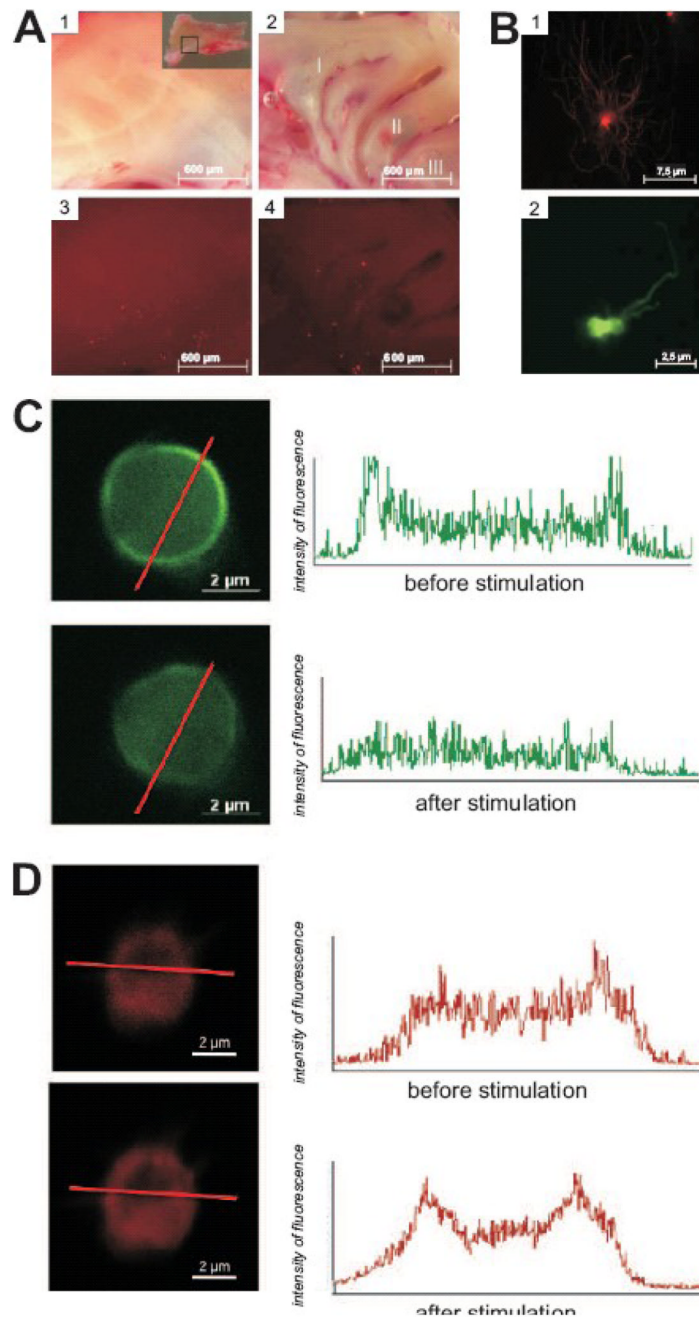 A
1
2
B
1
I
II
III
600 µm
600 µm
7,5 µm
3
4
2
600 µm
600 µm
2,5 µm
C
intensity of fluorescence
2 µm
before stimulation
intensity of fluorescence
2 µm
after stimulation
D
intensity of fluorescence
2 µm
before stimulation
intensity of fluorescence
2 µm
after stimulation